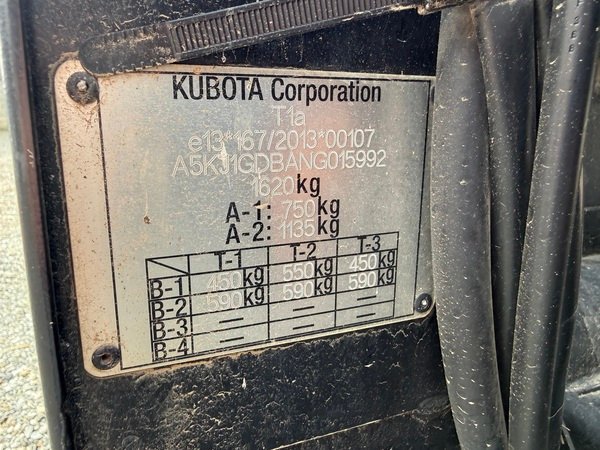 KUBOTA Corporation
T1a
e13*167/2013*00107
A5KJ1GDBANG015992
1620kg
A-1: 750kg
A-2: 1135kg
T-1 T-2 T-3
B-1 450kg 550kg 450kg
B-2 590kg 590kg 590kg
B-3 – – –
B-4 – – –